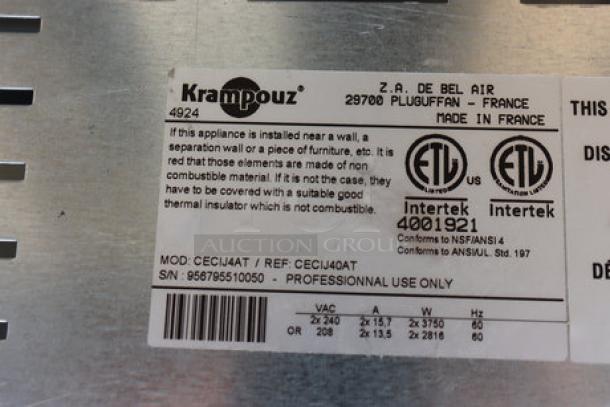 Krampouz®
4924
Z.A. DE BEL AIR
29700 PLUGUFFAN - FRANCE
MADE IN FRANCE
If this appliance is installed near a wall, a
separation wall or a piece of furniture, etc. It is
red that those elements are made of non
combustible material. If it is not the case, they
have to be covered with a suitable good
thermal insulator which is not combustible.
ETL
LISTED
US
Intertek
ETL
SANITATION LISTED
Intertek
4001921
Conforms to NSF/ANSI 4
Conforms to ANSI/UL. Std. 197
AUCTION GROUP
MOD: CECIJ4AT / REF: CECIJ40AT
S/N : 956795510050 - PROFESSIONNAL USE ONLY
VAC A W Hz
2x 240 2x 15,7 2x 3750 60
OR 208 2x 13,5 2x 2816 60
THIS
DIS
DÉ